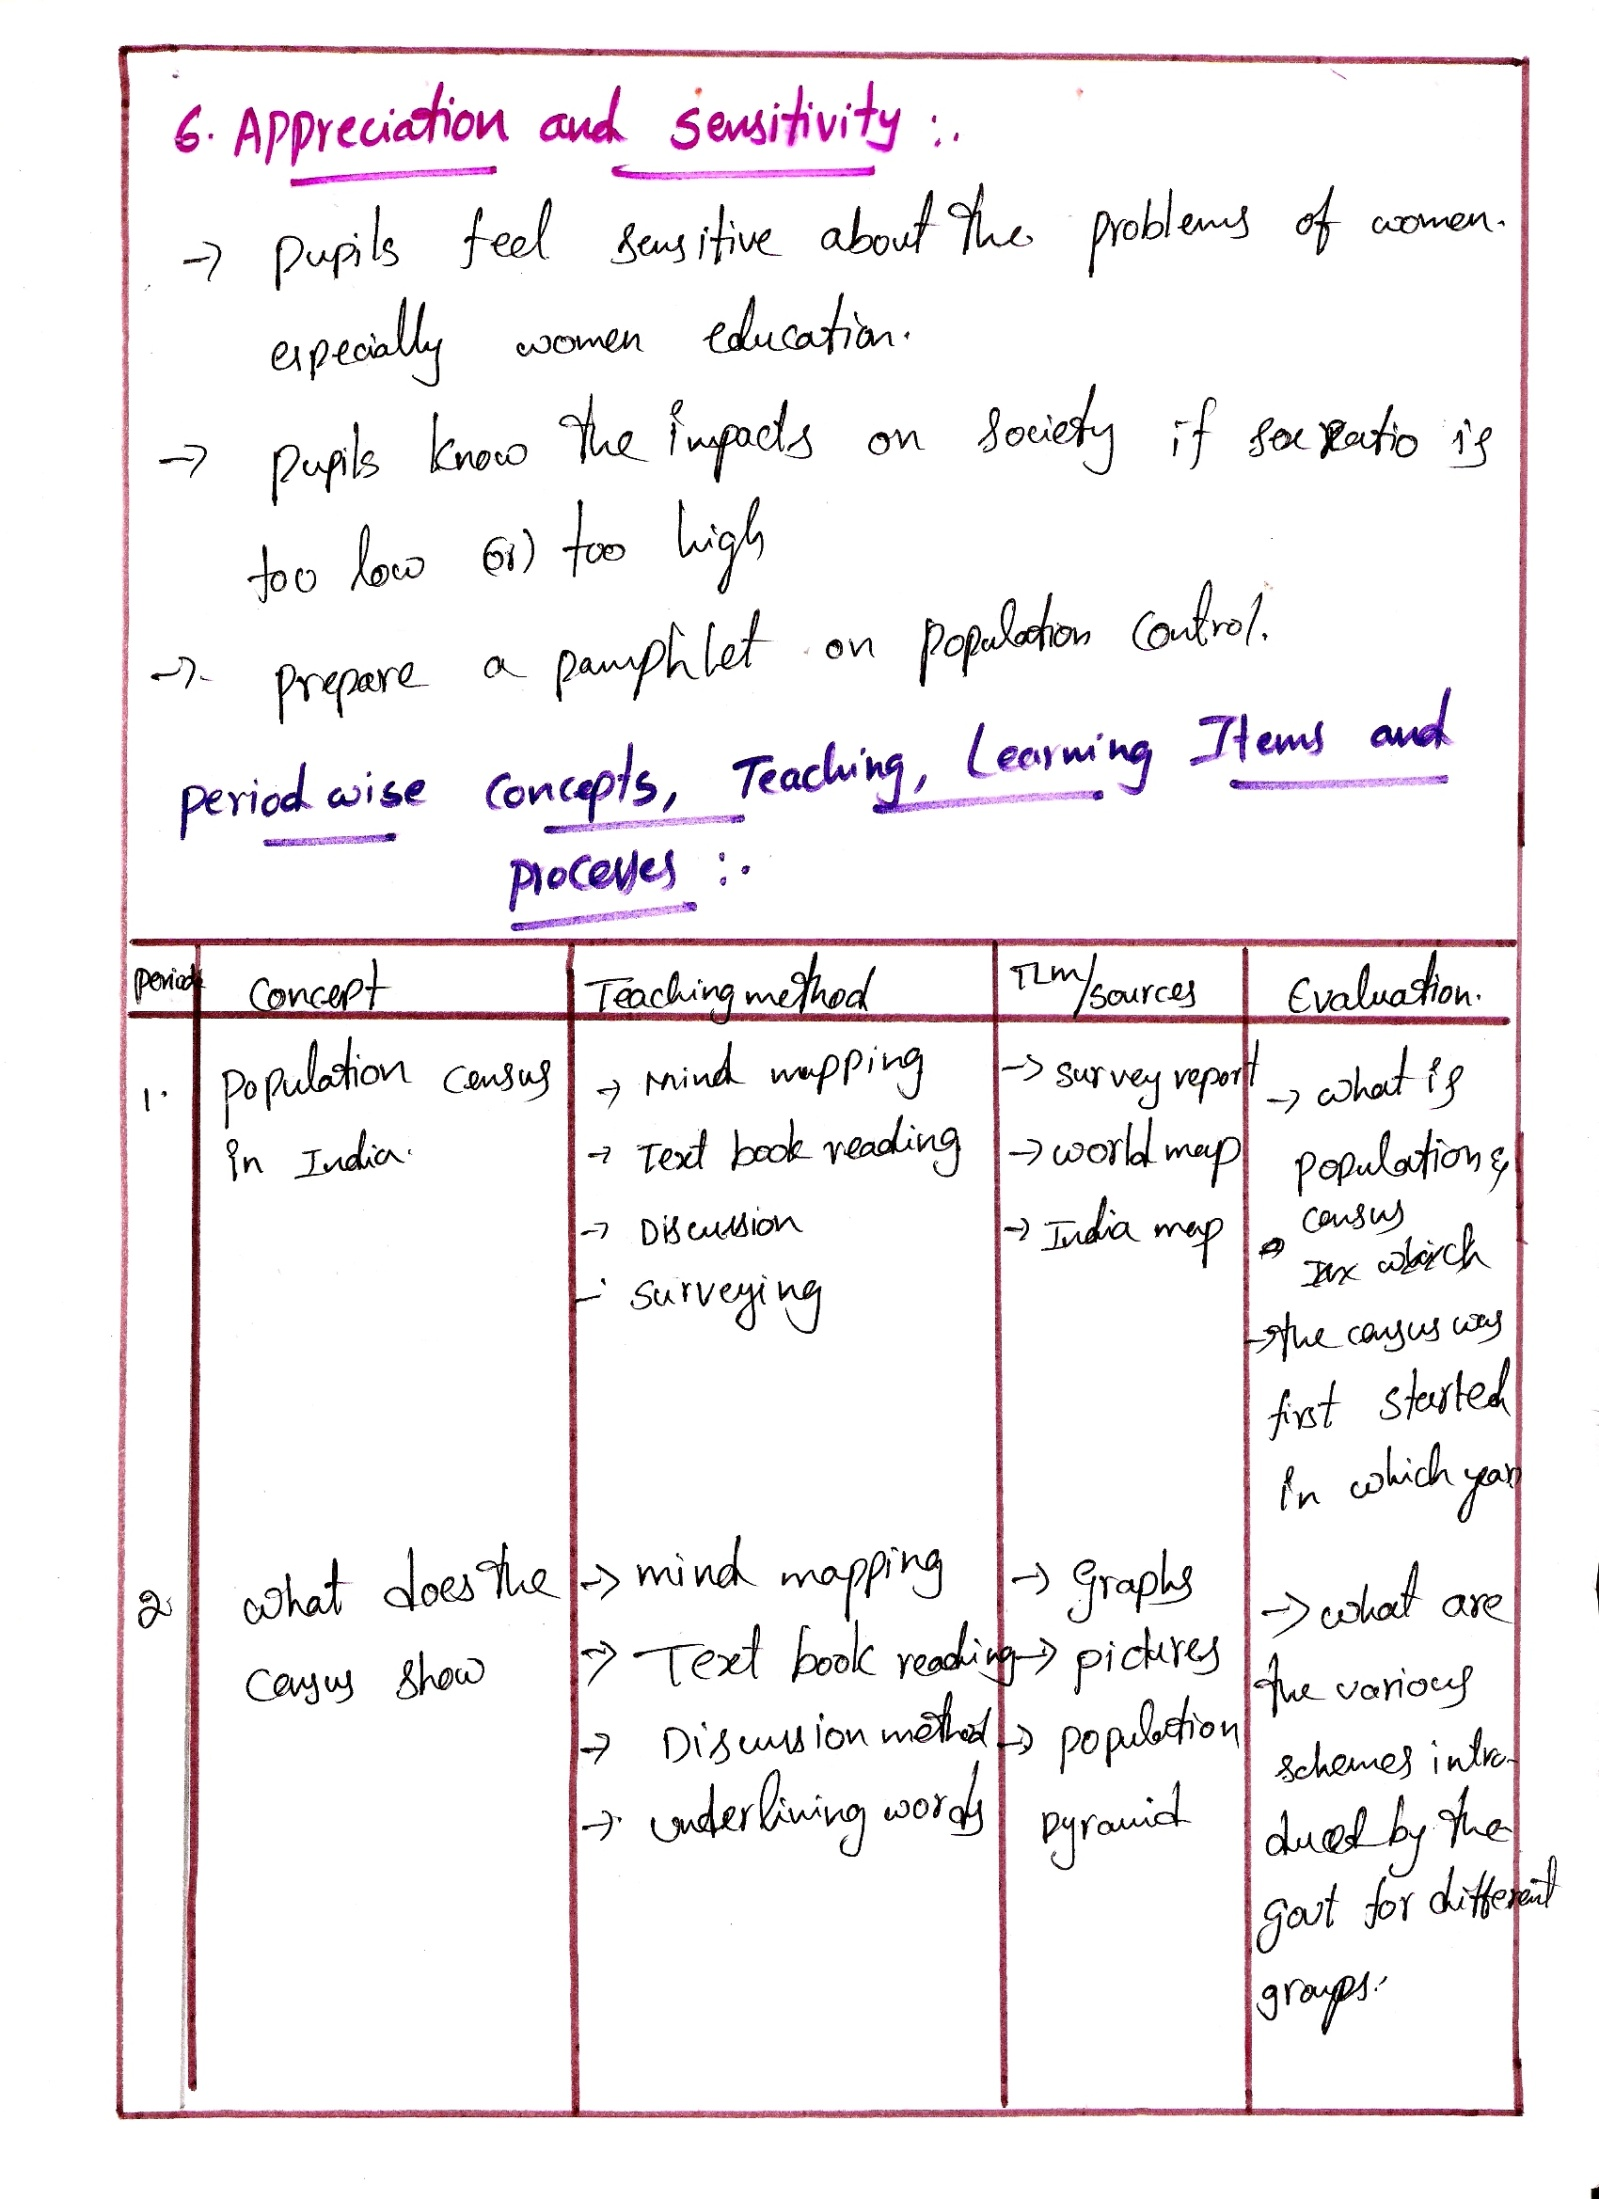 6. Appreciation and sensitivity :.
→ pupils feel sensitive about the problems of women.
especially women education.
→ pupils know the impacts on society if sex ratio is
too low (or) too high
→ prepare a pamphlet on population control.
period wise concepts, Teaching, Learning Items and
processes :.
Period
Concept
Teaching method
TLM/sources
Evaluation.
1.
population census
in India.
→ Mind mapping
→ Text book reading
→ Discussion
- surveying
→ survey report
→ world map
→ India map
→ what is
population &
census
which
→ the census was
first started
in which year
2
what does the
census show
→ mind mapping
→ Text book reading
→ Discussion method
→ underlining words
→ graphs
→ pictures
→ population
pyramid
→ what are
the various
schemes intro-
duced by the
govt for different
groups.